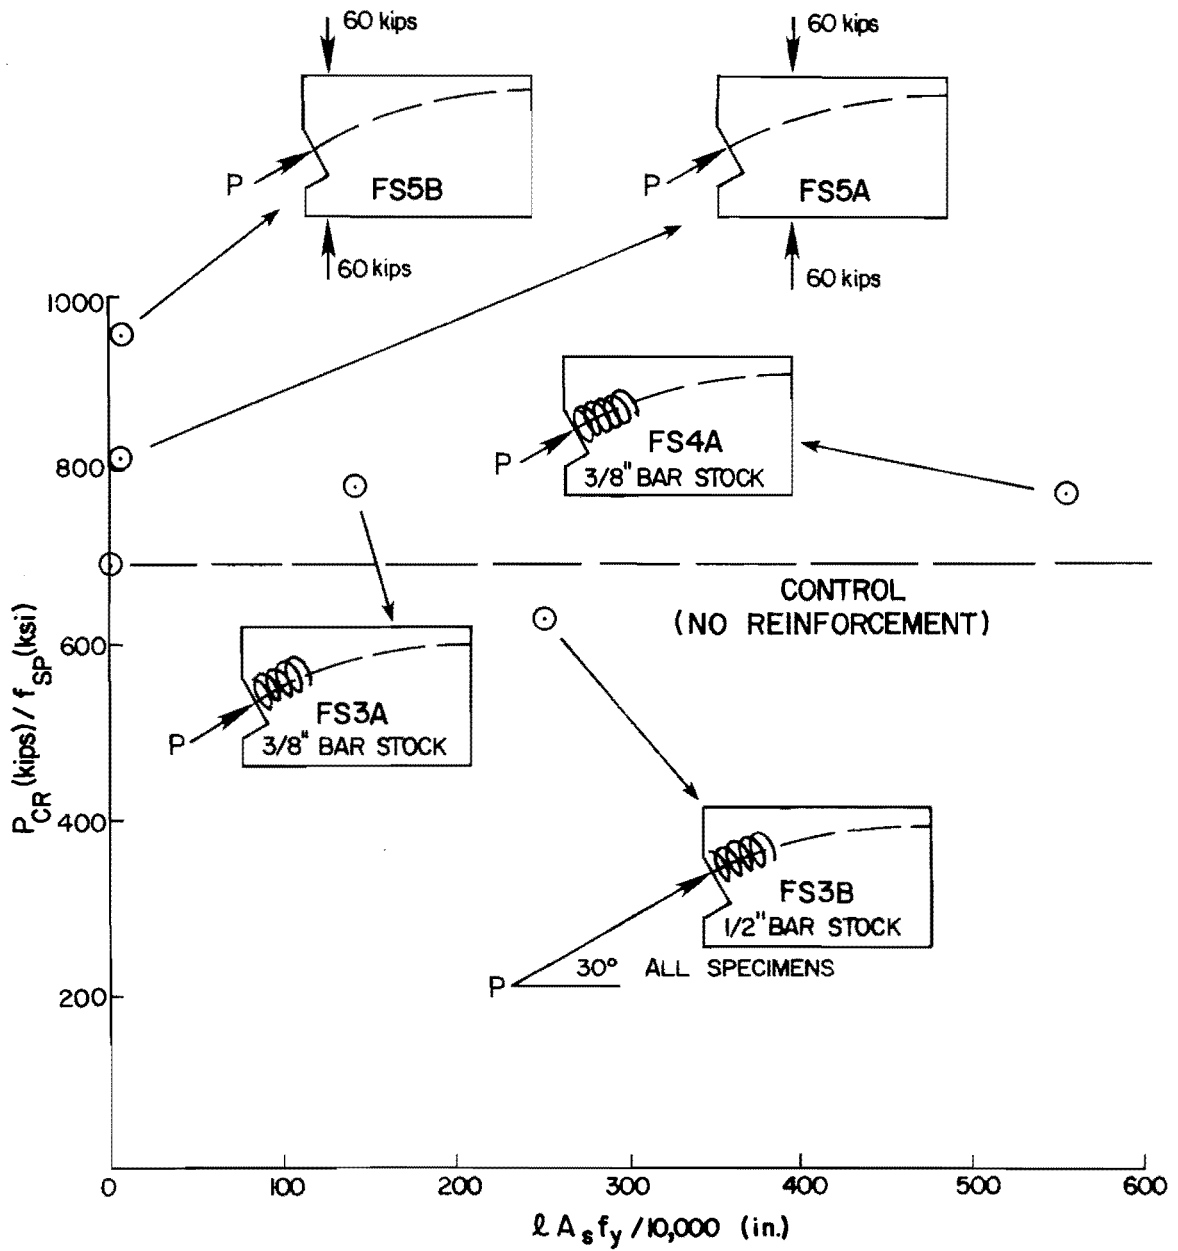 60 kips
60 kips
P
FS5B
P
FS5A
60 kips
60 kips
1000
800
600
400
200
P
FS4A
3/8" BAR STOCK
CONTROL
(NO REINFORCEMENT)
P
FS3A
3/8" BAR STOCK
FS3B
1/2" BAR STOCK
P
30° ALL SPECIMENS
P_CR (kips) / f_SP (ksi)
0 100 200 300 400 500 600
ℓ A_s f_y /10,000 (in.)